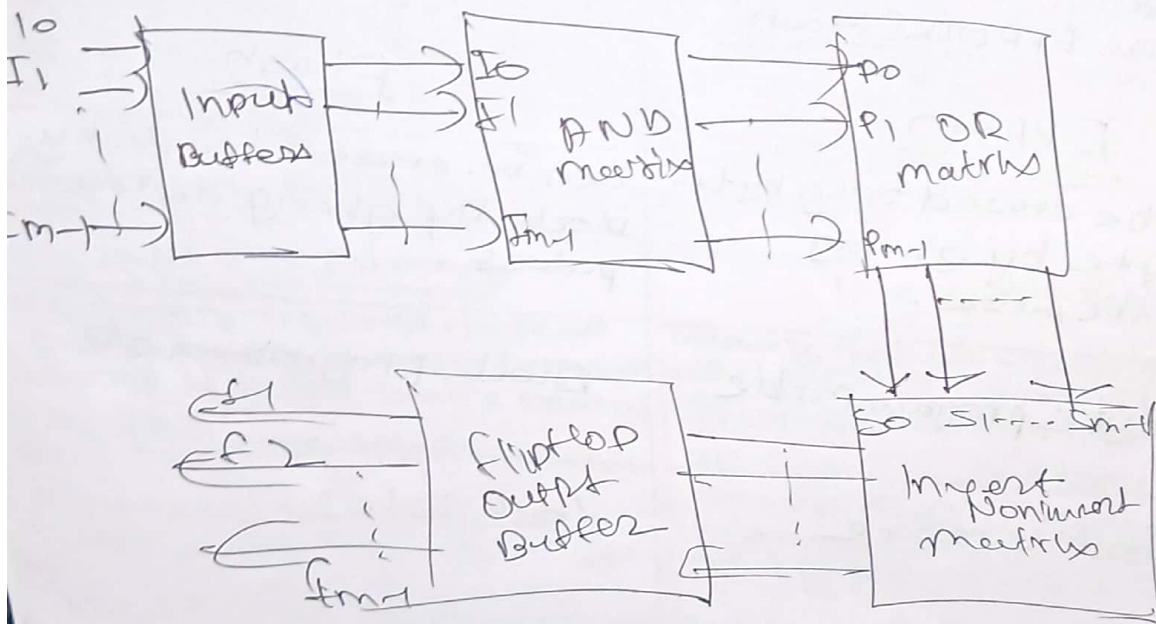 I0
I1
Im-1
Input
Buffers
I0
I1
AND
matrix
Im-1
P0
P1 OR
matrix
Pm-1
S0 S1 .... Sm-1
Invert
Noninvert
matrix
flipflop
Outpt
Buffer
f1
f2
fm-1